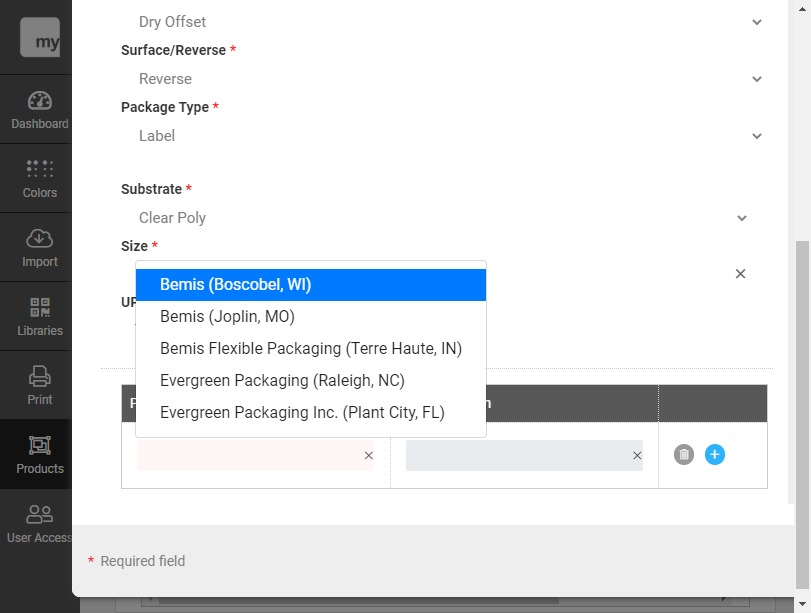 my
Dashboard
Colors
Import
Libraries
Print
Products
User Access
Dry Offset
Surface/Reverse *
Reverse
Package Type *
Label
Substrate *
Clear Poly
Size *
Bemis (Boscobel, WI)
Bemis (Joplin, MO)
Bemis Flexible Packaging (Terre Haute, IN)
Evergreen Packaging (Raleigh, NC)
Evergreen Packaging Inc. (Plant City, FL)
* Required field